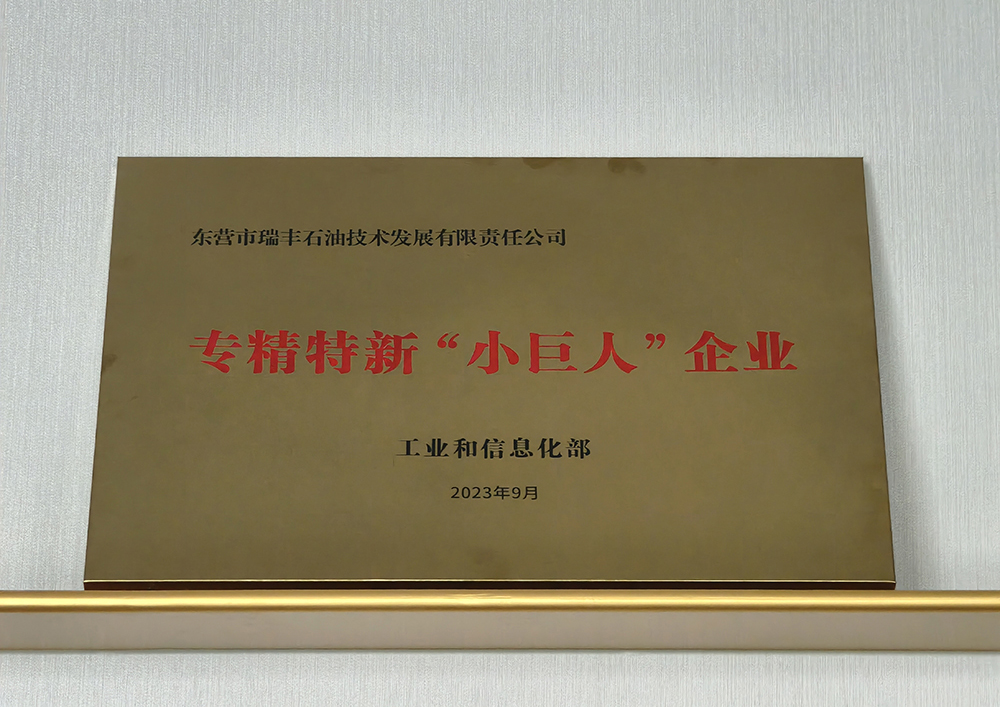 东营市瑞丰石油技术发展有限责任公司
专精特新“小巨人”企业
工业和信息化部
2023年9月